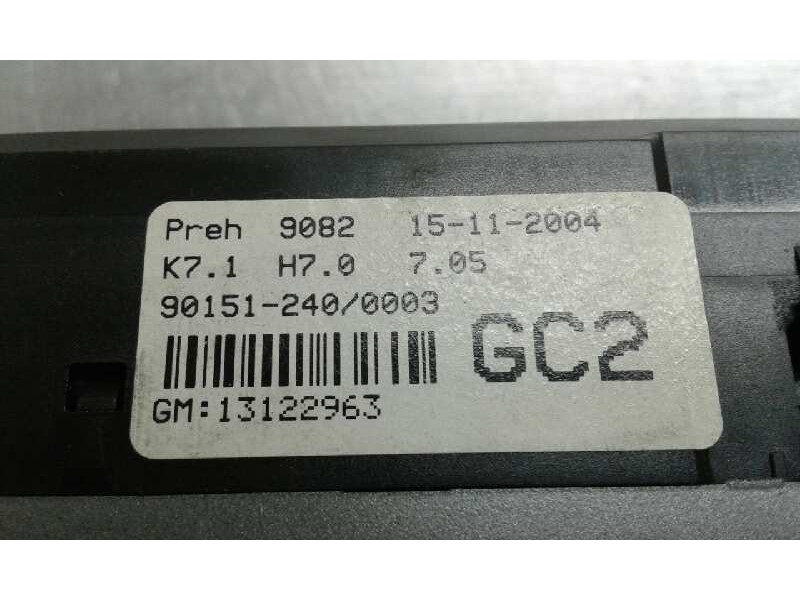 Preh 9082 15-11-2004
K7.1 H7.0 7.05
90151-240/0003
GC2
GM:13122963